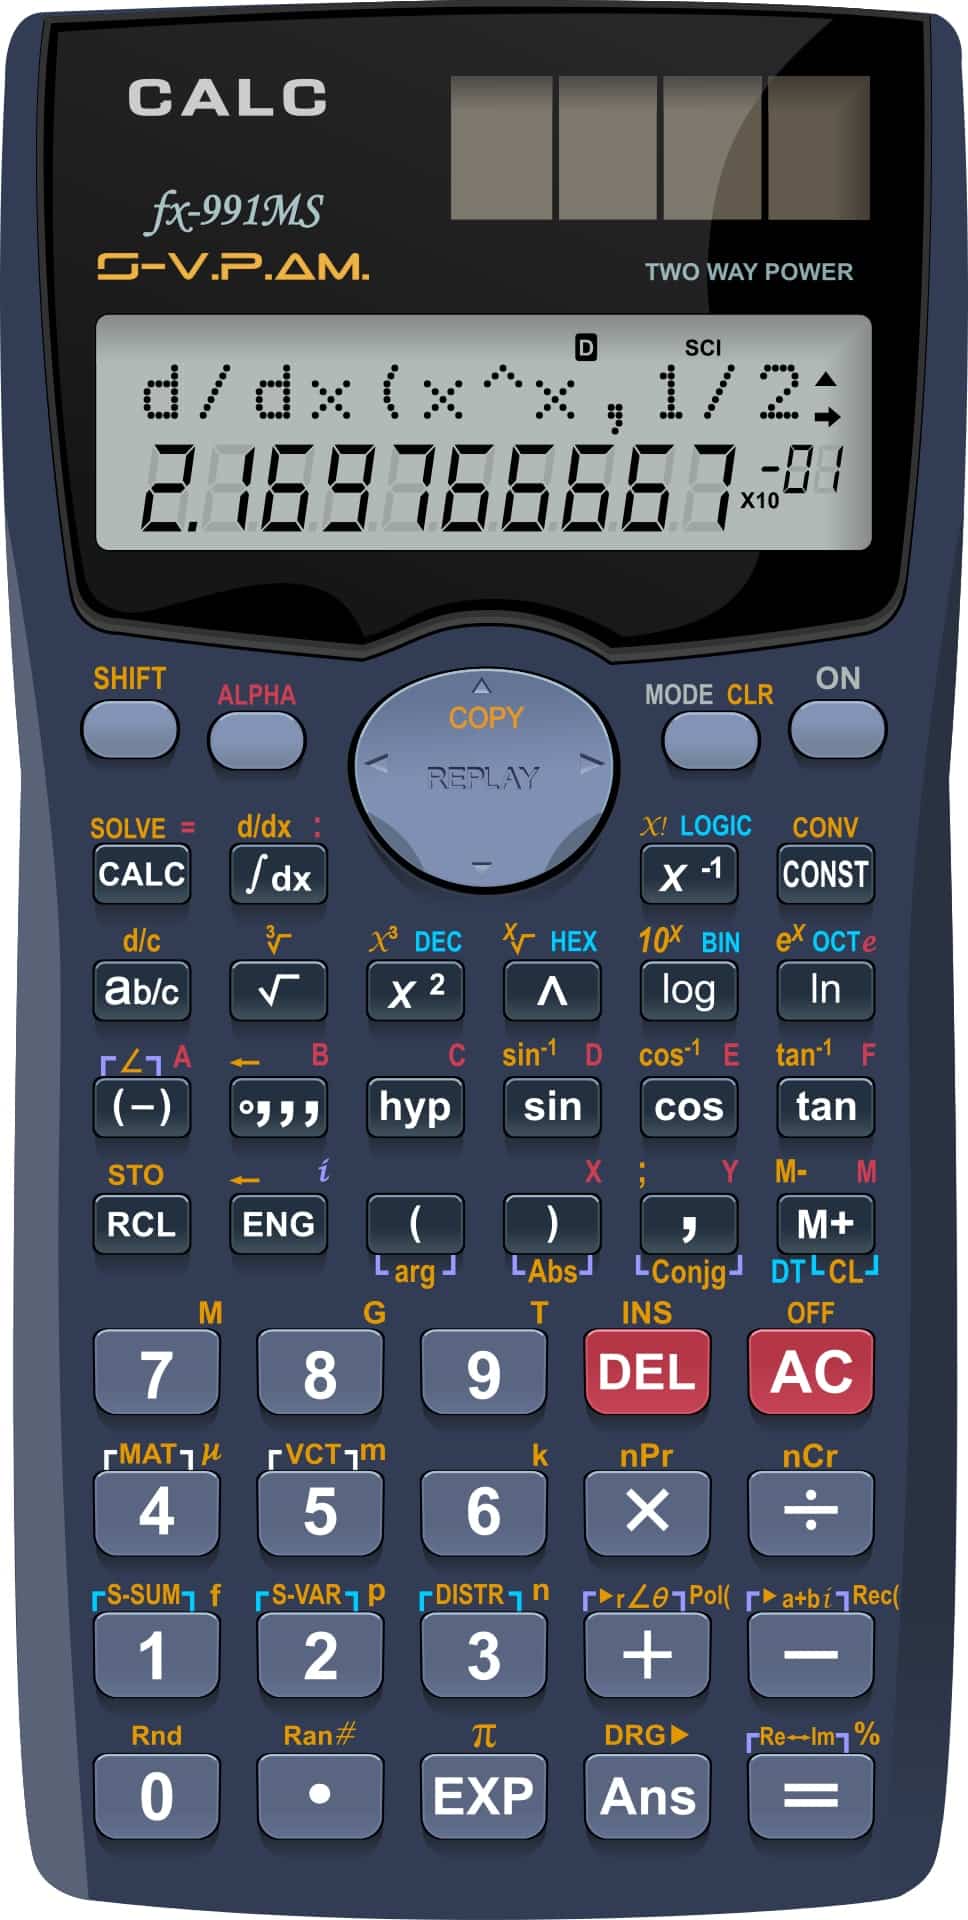 CALC
fx-991MS
S-V.P.AM.
TWO WAY POWER
D SCI
d/dx(x^x,1/2
2.169766667 X10 -01
SHIFT ALPHA COPY MODE CLR ON
REPLAY
SOLVE = d/dx : X! LOGIC CONV
CALC ∫dx X -1 CONST
d/c ³√ X³ DEC X√ HEX 10X BIN eX OCT e
ab/c √ X 2 ^ log ln
∠ A ← B C sin-1 D cos-1 E tan-1 F
(−) °,,, hyp sin cos tan
STO ← i X ; Y M- M
RCL ENG ( ) , M+
arg Abs Conjg DT CL
M G T INS OFF
7 8 9 DEL AC
MAT µ VCT m k nPr nCr
4 5 6 × ÷
S-SUM f S-VAR p DISTR n ▶r∠θ Pol( ▶a+bi Rec(
1 2 3 + −
Rnd Ran# π DRG▶ Re↔Im %
0 • EXP Ans =